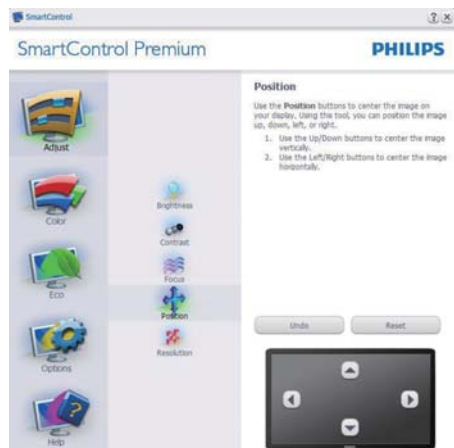 SmartControl
SmartControl Premium
PHILIPS
Adjust
Color
Eco
Options
Help
Brightness
Contrast
Focus
Position
Resolution
Position
Use the Position buttons to center the image on
your display. Using the tool, you can position the image
up, down, left, or right.
1. Use the Up/Down buttons to center the image
vertically.
2. Use the Left/Right buttons to center the image
horizontally.
Undo
Reset